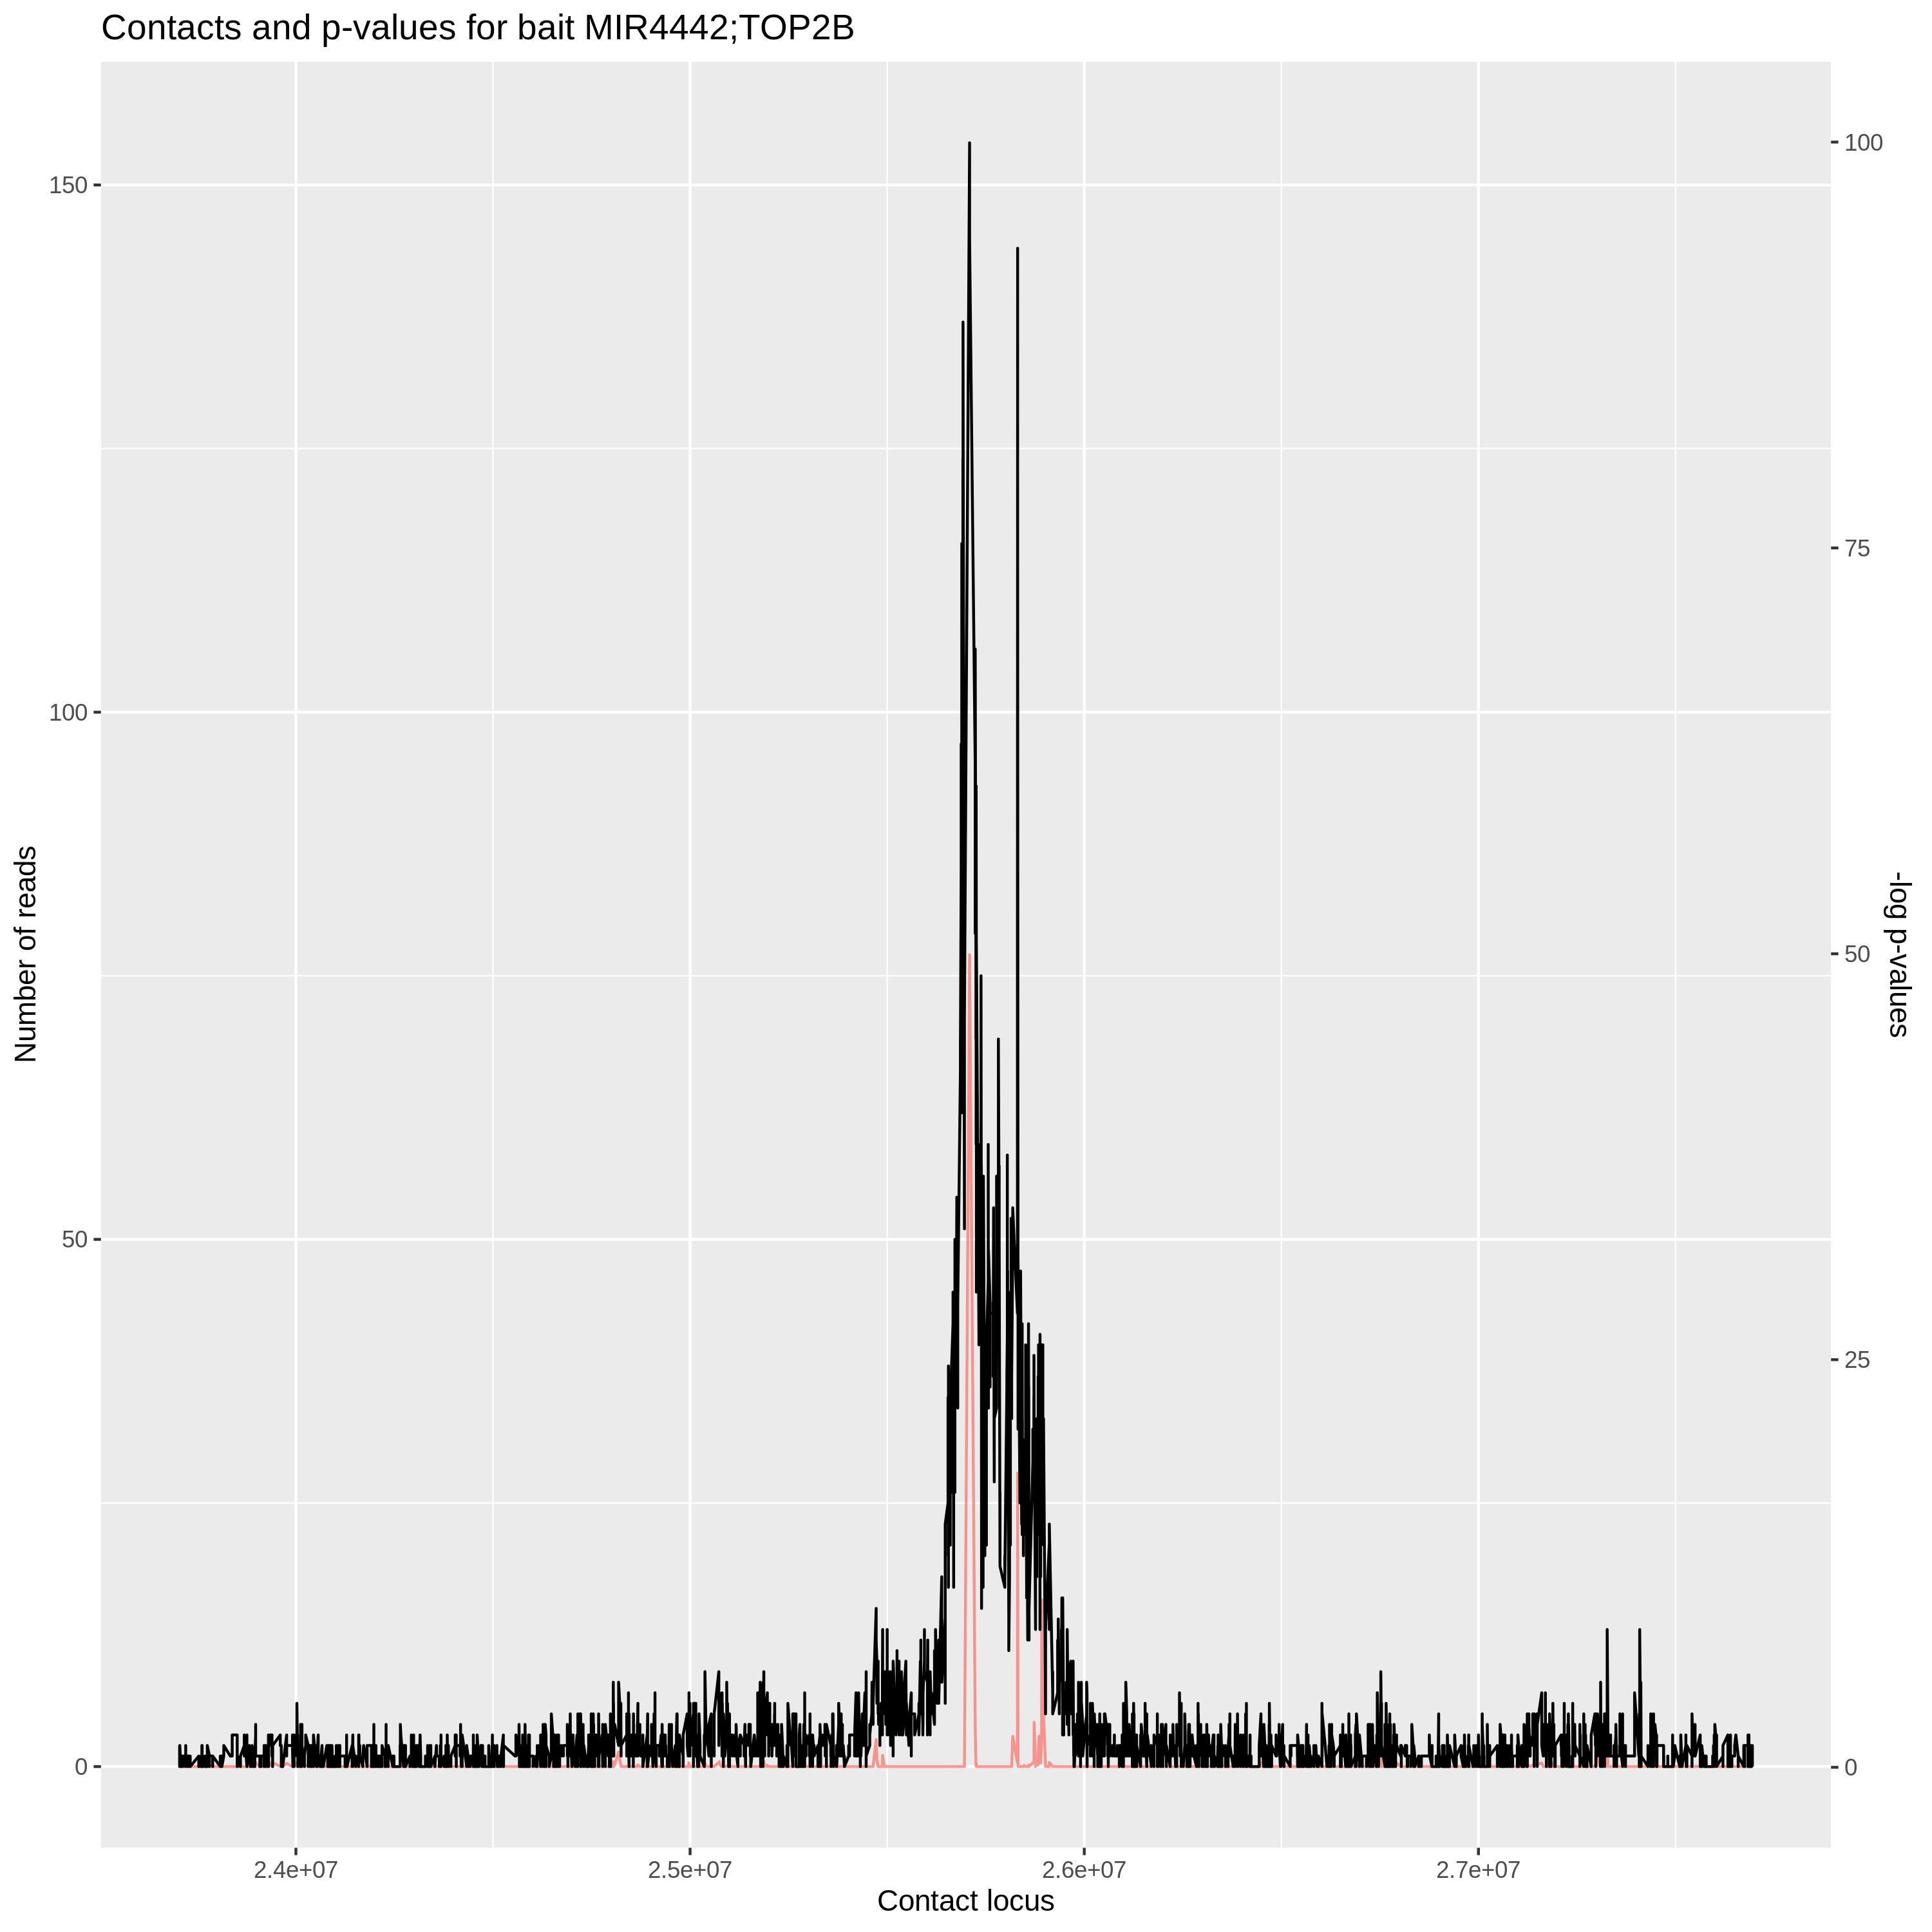 Contacts and p-values for bait MIR4442;TOP2B
150
100
50
0
Number of reads
100
75
50
25
0
-log p-values
2.4e+07
2.5e+07
2.6e+07
2.7e+07
Contact locus